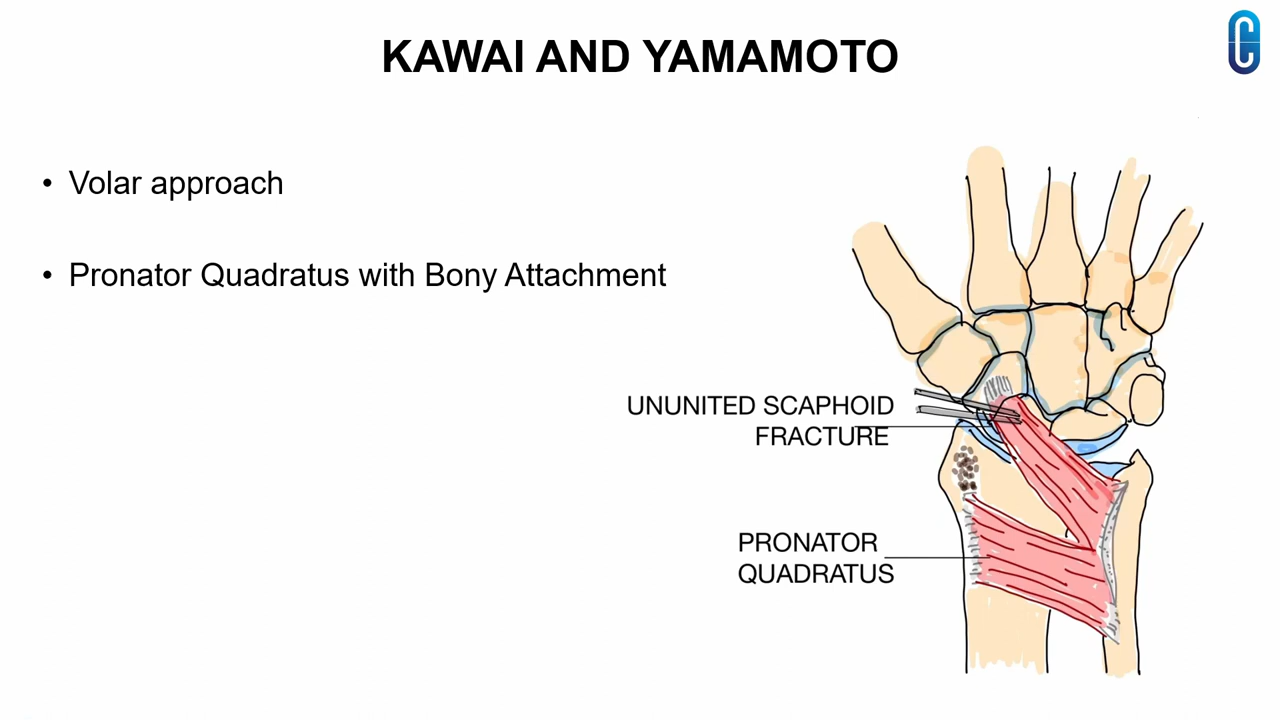 KAWAI AND YAMAMOTO
• Volar approach
• Pronator Quadratus with Bony Attachment
UNUNITED SCAPHOID
FRACTURE
PRONATOR
QUADRATUS